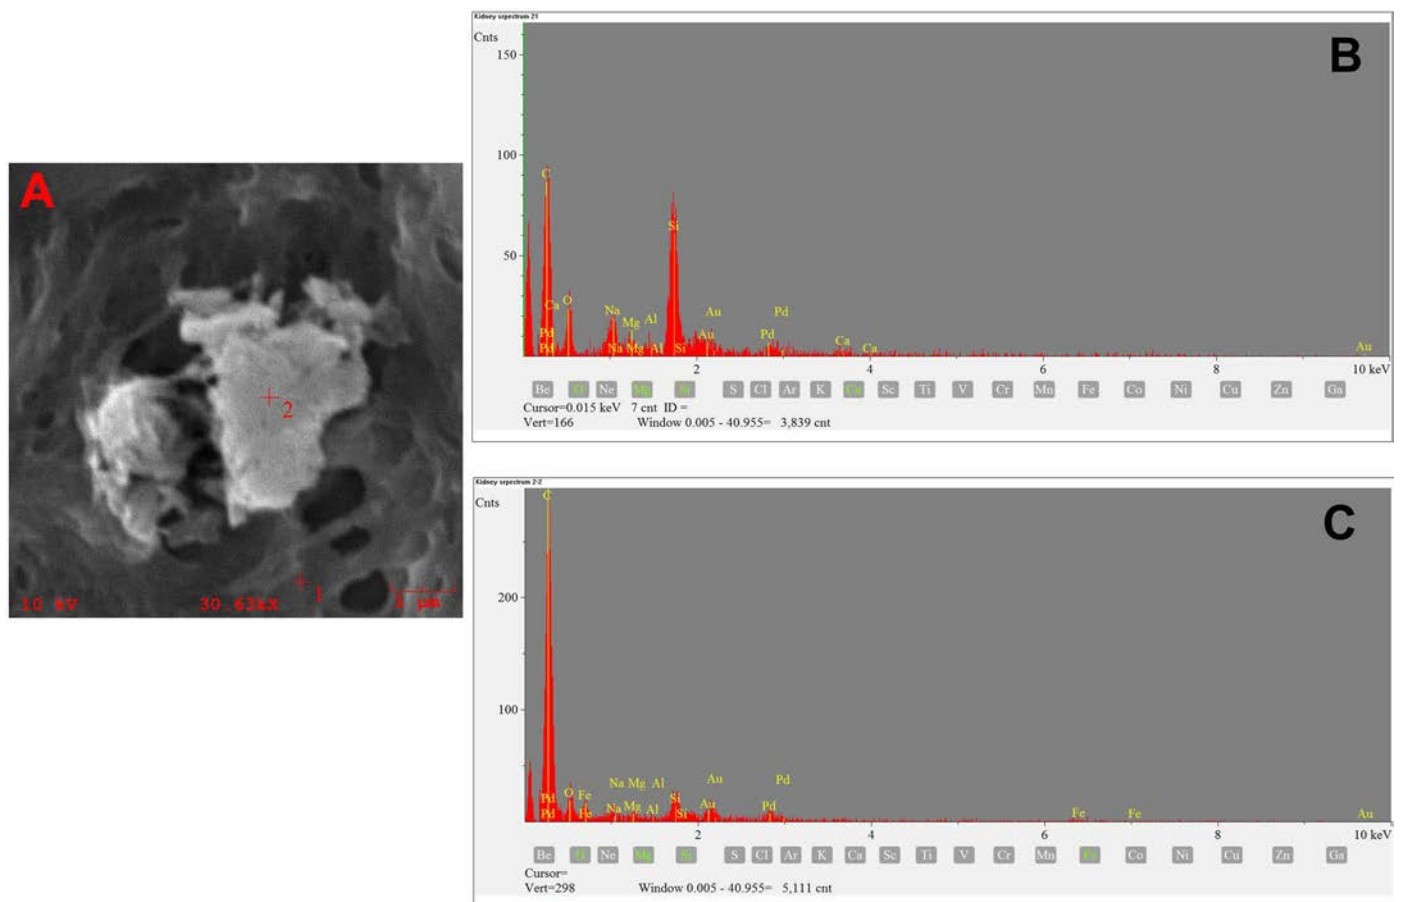 A
2
1
10 kV 30.63kX 1 µm
Kidney srpectrum 21
Cnts
B
150
100
50
C
Ca
O
Pd
Pd
Na
Mg
Al
Na
Mg
Al
Si
Si
Au
Au
Pd
Pd
Ca
Ca
Au
2 4 6 8 10 keV
Be O Ne Mg Si S Cl Ar K Ca Sc Ti V Cr Mn Fe Co Ni Cu Zn Ga
Cursor=0.015 keV 7 cnt ID =
Vert=166 Window 0.005 - 40.955= 3,839 cnt
Kidney srpectrum 2-2
Cnts
C
200
100
C
Pd
Pd
O
Fe
Fe
Na Mg Al
Na Mg Al
Si
Si
Au
Au
Pd
Pd
Fe
Fe
Au
2 4 6 8 10 keV
Be O Ne Mg Si S Cl Ar K Ca Sc Ti V Cr Mn Fe Co Ni Cu Zn Ga
Cursor=
Vert=298 Window 0.005 - 40.955= 5,111 cnt